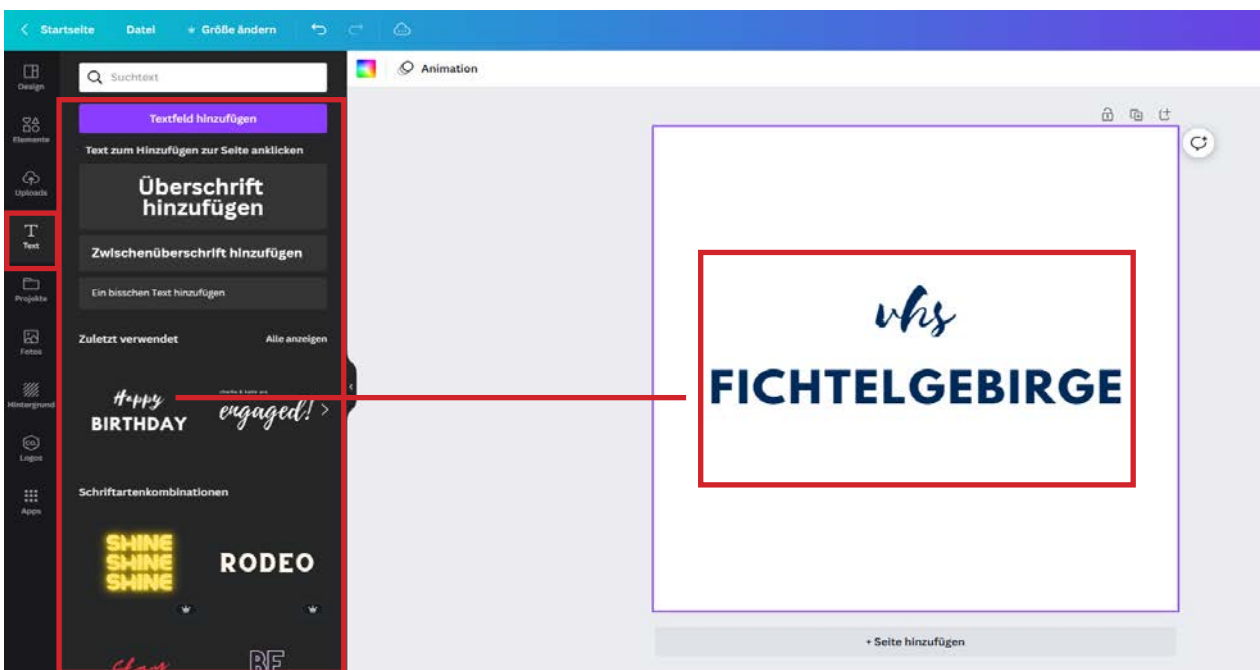 Startseite Datei Größe ändern
Design
Elemente
Uploads
Text
Projekte
Fotos
Hintergrund
Logos
Apps
Suchtext
Textfeld hinzufügen
Text zum Hinzufügen zur Seite anklicken
Überschrift
hinzufügen
Zwischenüberschrift hinzufügen
Ein bisschen Text hinzufügen
Zuletzt verwendet Alle anzeigen
Happy
BIRTHDAY
engaged!
Schriftartenkombinationen
SHINE
SHINE
SHINE
RODEO
BE
Animation
vhs
FICHTELGEBIRGE
+ Seite hinzufügen